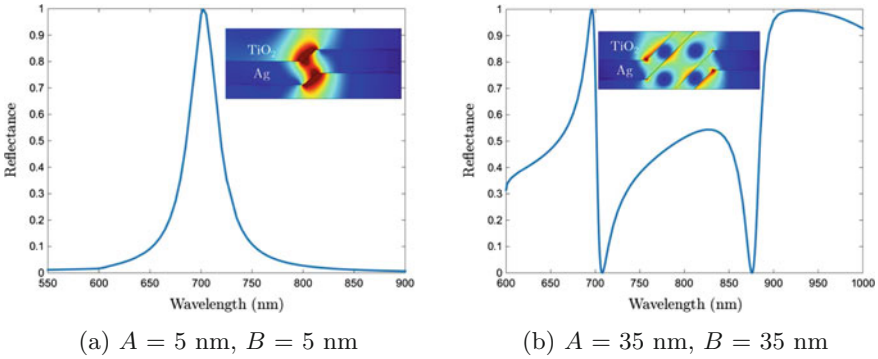 1
0.9
0.8
0.7
0.6
0.5
0.4
0.3
0.2
0.1
0
Reflectance
TiO₂
Ag
550 600 650 700 750 800 850 900
Wavelength (nm)
(a) A = 5 nm, B = 5 nm
1
0.9
0.8
0.7
0.6
0.5
0.4
0.3
0.2
0.1
0
Reflectance
TiO₂
Ag
600 650 700 750 800 850 900 1000
Wavelength (nm)
(b) A = 35 nm, B = 35 nm